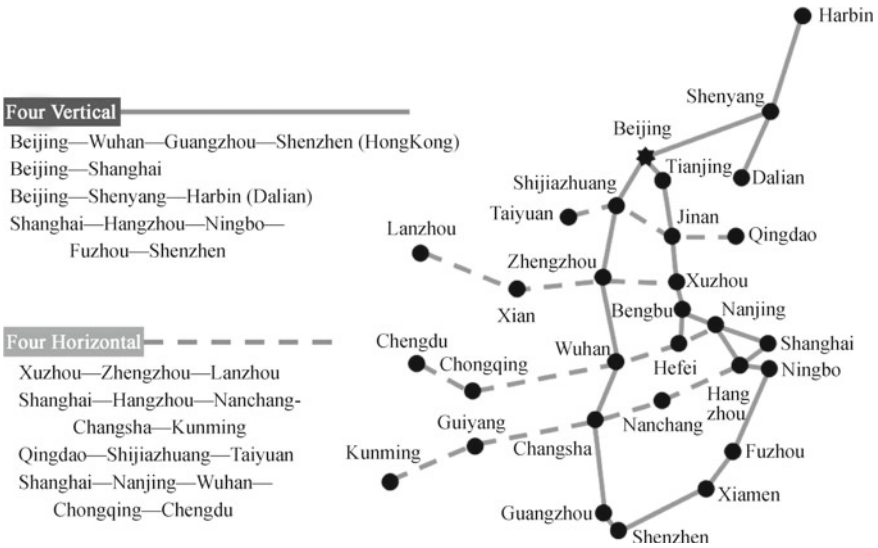 Four Vertical
Beijing—Wuhan—Guangzhou—Shenzhen (HongKong)
Beijing—Shanghai
Beijing—Shenyang—Harbin (Dalian)
Shanghai—Hangzhou—Ningbo—
Fuzhou—Shenzhen
Four Horizontal
Xuzhou—Zhengzhou—Lanzhou
Shanghai—Hangzhou—Nanchang-
Changsha—Kunming
Qingdao—Shijiazhuang—Taiyuan
Shanghai—Nanjing—Wuhan—
Chongqing—Chengdu
Harbin
Shenyang
Beijing
Tianjing
Dalian
Shijiazhuang
Taiyuan
Jinan
Qingdao
Lanzhou
Zhengzhou
Xuzhou
Xian
Bengbu
Nanjing
Chengdu
Wuhan
Shanghai
Chongqing
Hefei
Ningbo
Hang
zhou
Guiyang
Nanchang
Kunming
Changsha
Fuzhou
Xiamen
Guangzhou
Shenzhen